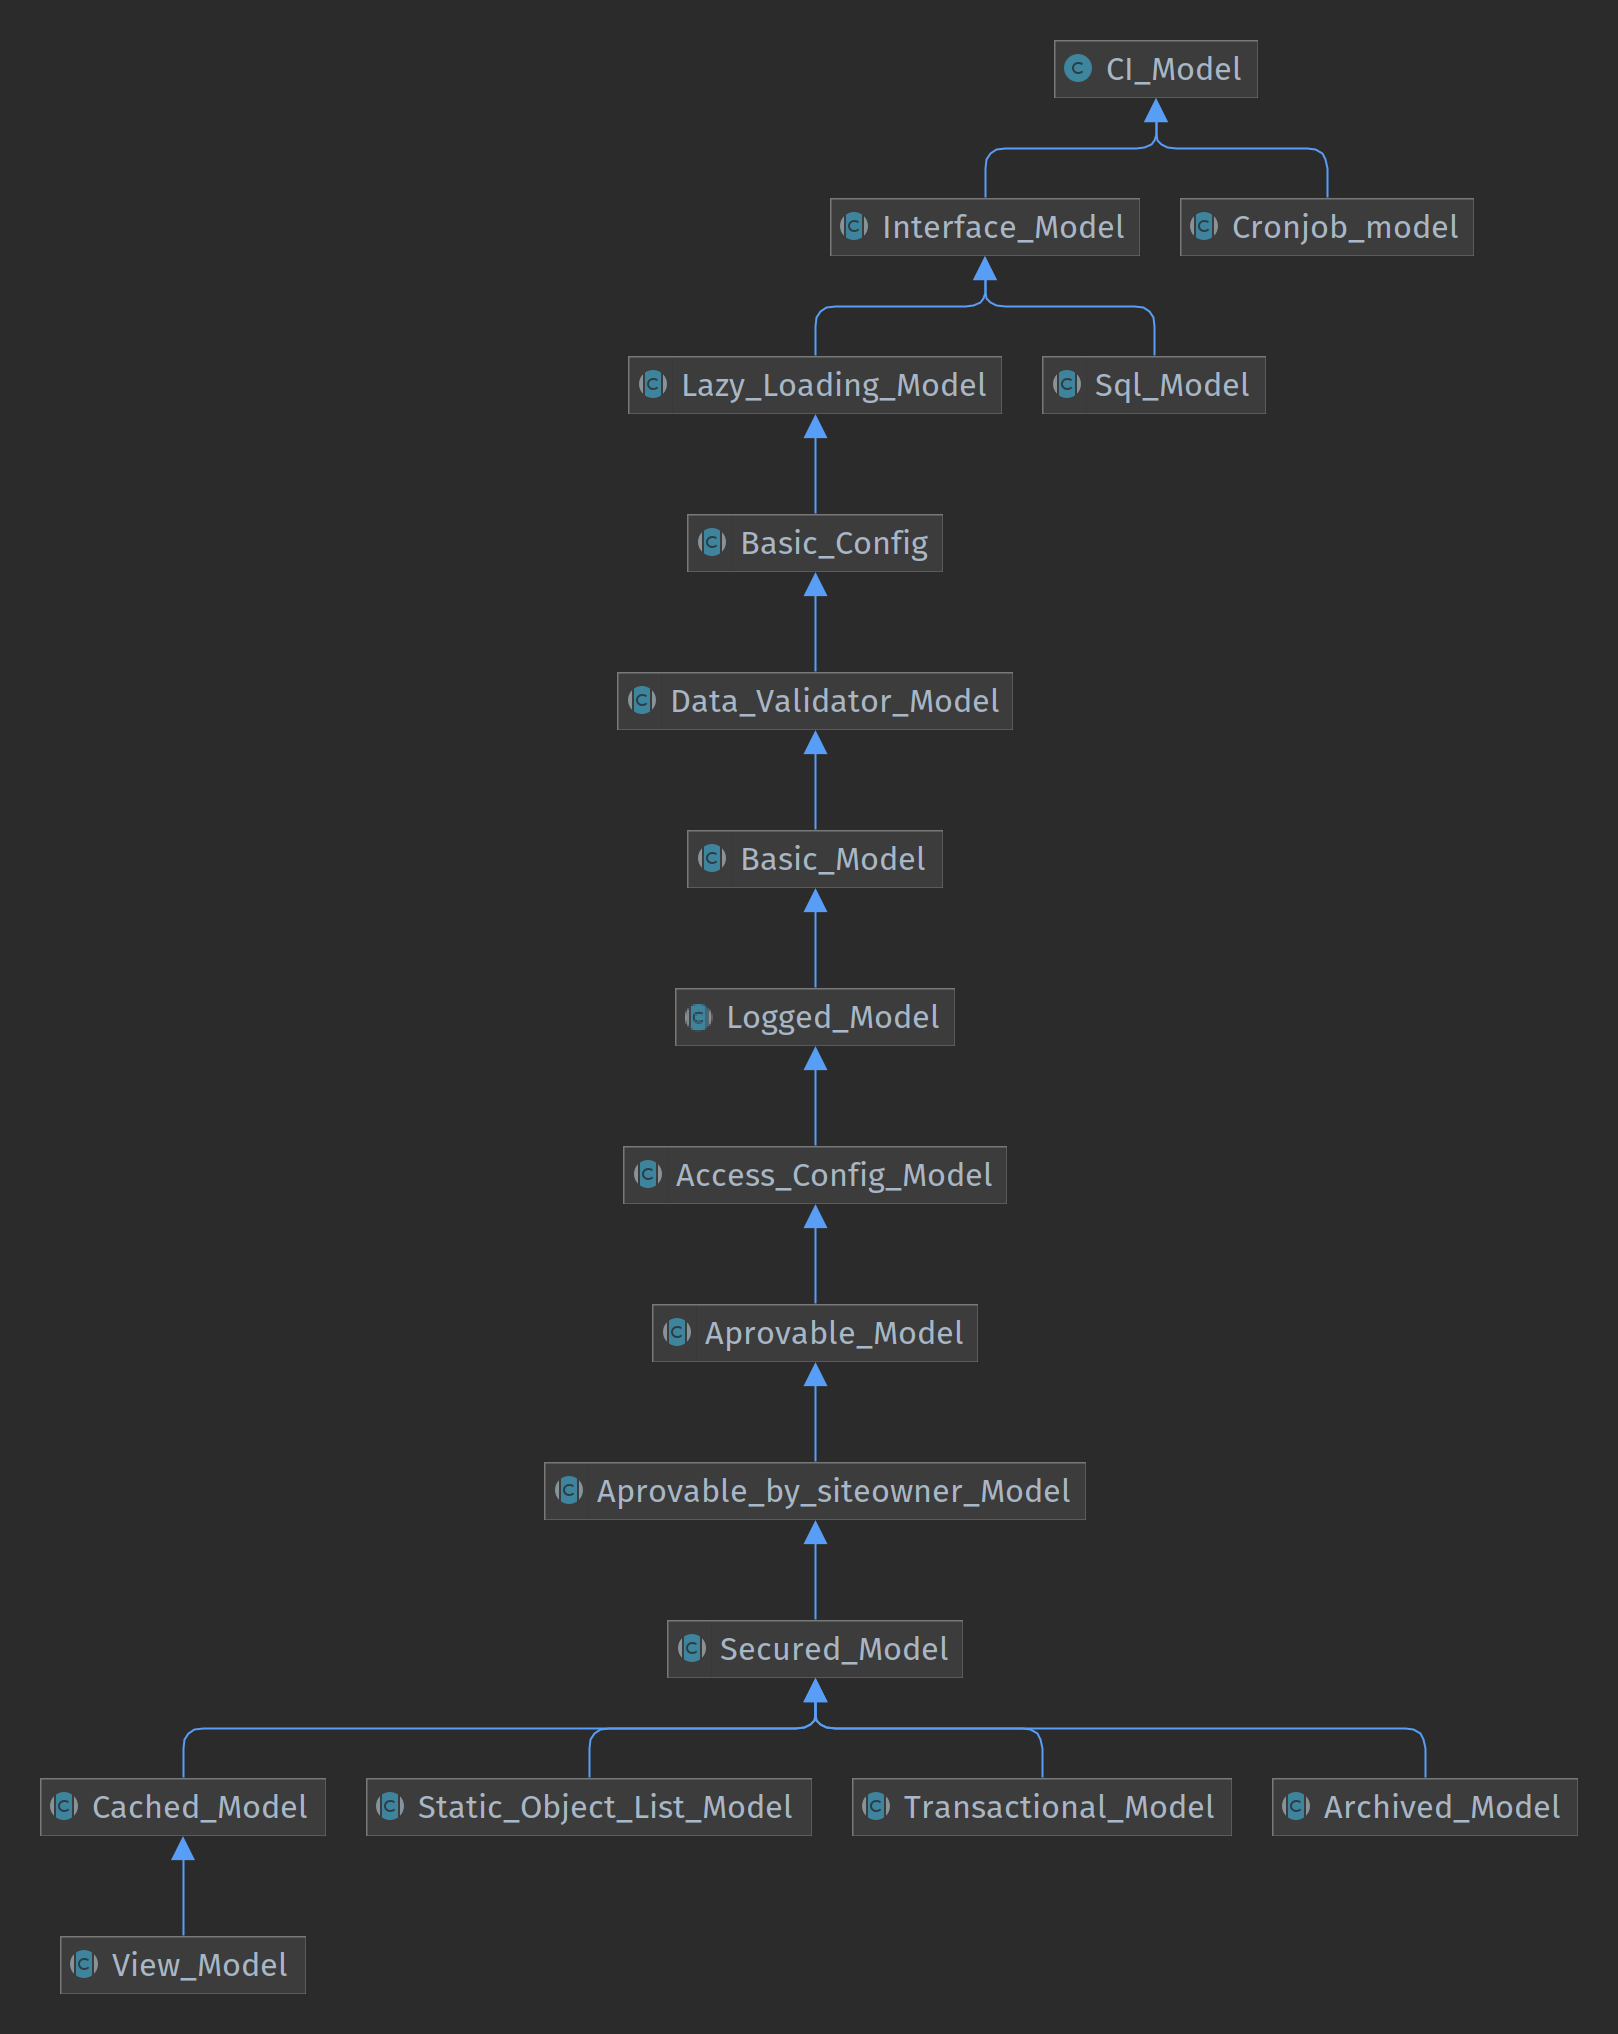 CI_Model
Interface_Model
Cronjob_model
Lazy_Loading_Model
Sql_Model
Basic_Config
Data_Validator_Model
Basic_Model
Logged_Model
Access_Config_Model
Aprovable_Model
Aprovable_by_siteowner_Model
Secured_Model
Cached_Model
Static_Object_List_Model
Transactional_Model
Archived_Model
View_Model